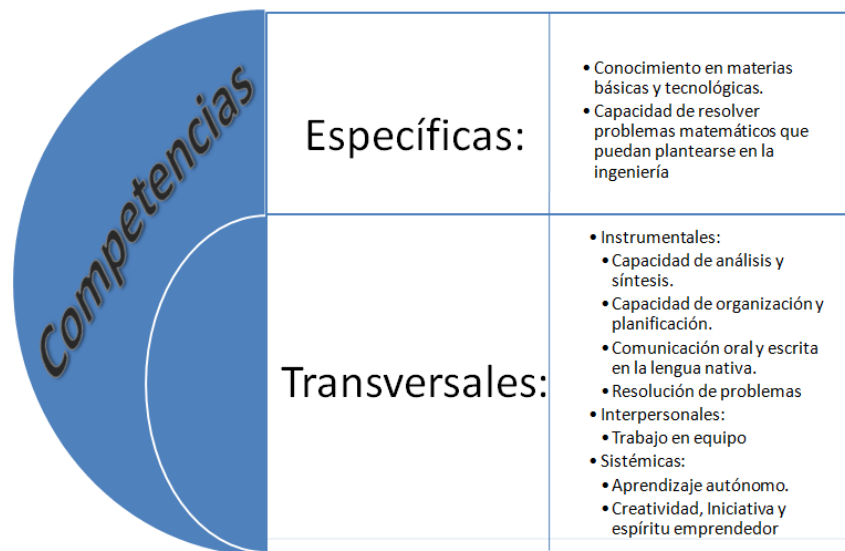 Competencias
Específicas:
• Conocimiento en materias
básicas y tecnológicas.
• Capacidad de resolver
problemas matemáticos que
puedan plantearse en la
ingeniería
Transversales:
• Instrumentales:
• Capacidad de análisis y
síntesis.
• Capacidad de organización y
planificación.
• Comunicación oral y escrita
en la lengua nativa.
• Resolución de problemas
• Interpersonales:
• Trabajo en equipo
• Sistémicas:
• Aprendizaje autónomo.
• Creatividad, Iniciativa y
espíritu emprendedor